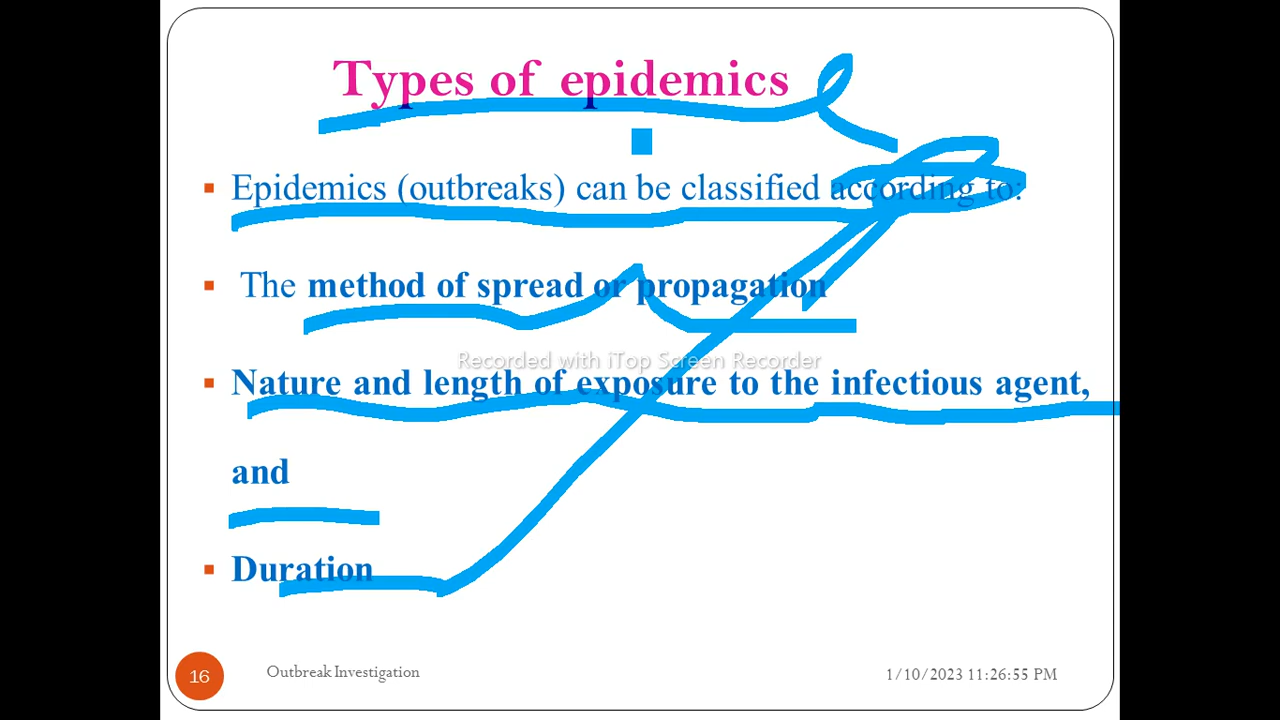 Types of epidemics
▪ Epidemics (outbreaks) can be classified according to:
▪ The method of spread or propagation
Recorded with iTop Screen Recorder
▪ Nature and length of exposure to the infectious agent,
and
▪ Duration
16 Outbreak Investigation 1/10/2023 11:26:55 PM